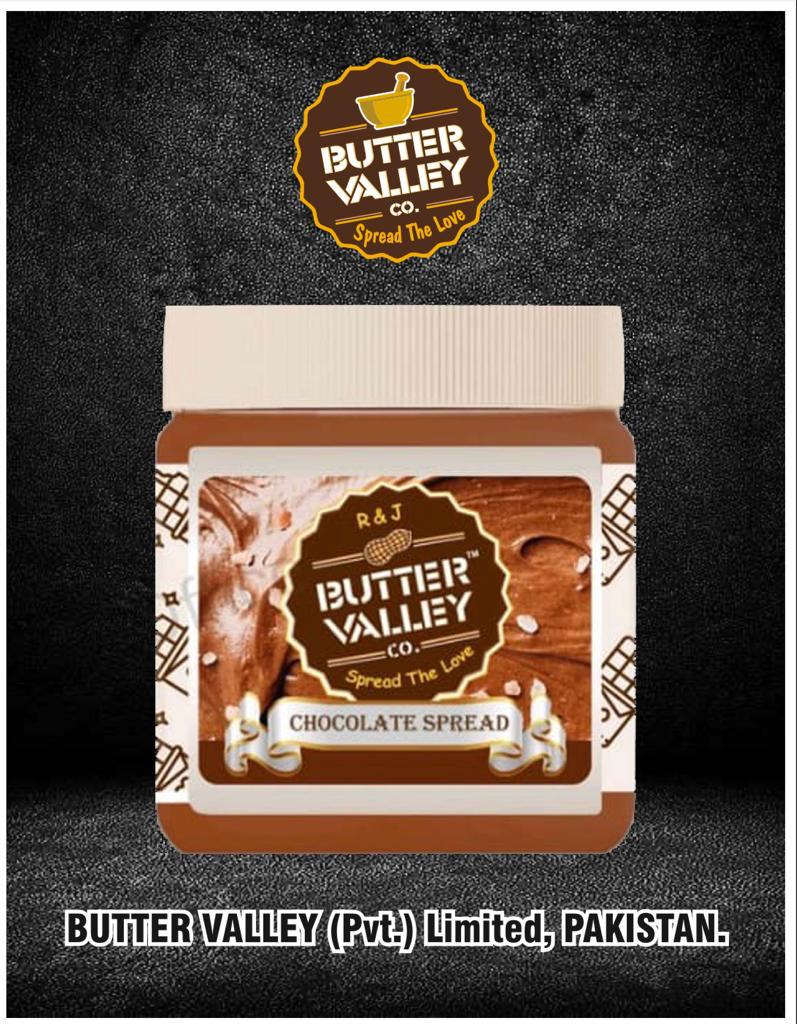 BUTTER
VALLEY
CO.
Spread The Love
R & J
BUTTER™
VALLEY
CO.
Spread The Love
CHOCOLATE SPREAD
BUTTER VALLEY (Pvt.) Limited, PAKISTAN.